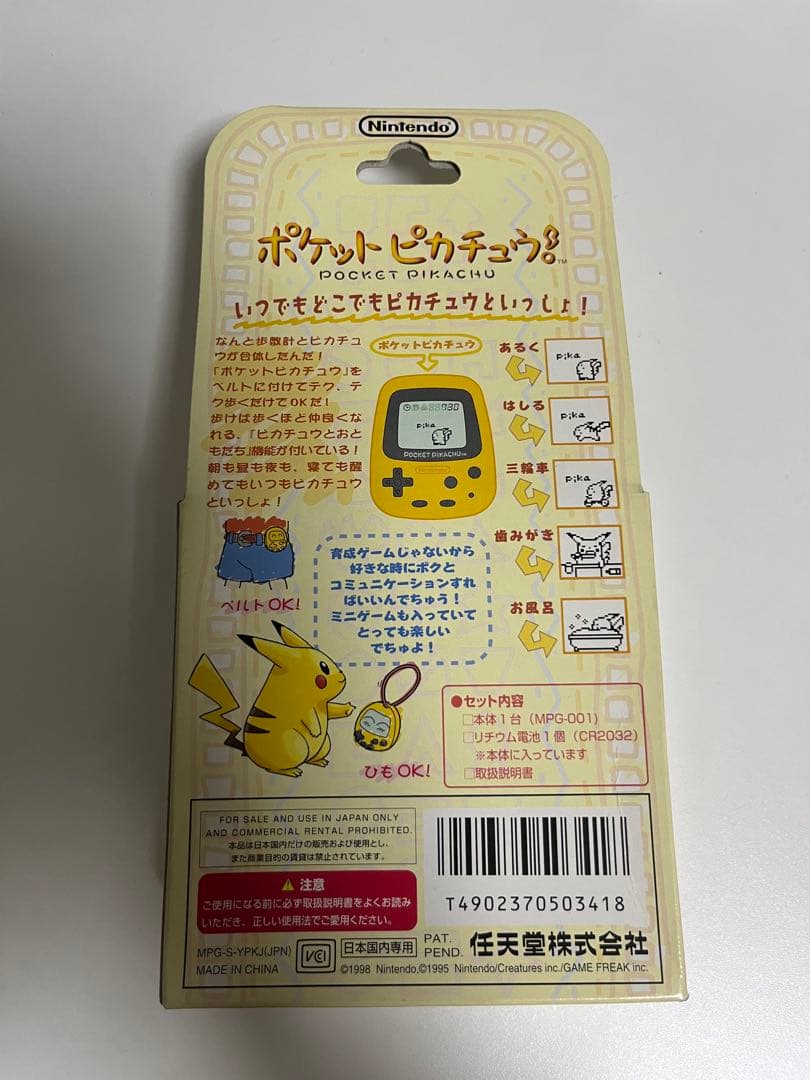 Nintendo
ポケットピカチュウ!
POCKET PIKACHU
いつでもどこでもピカチュウといっしょ!
なんと歩数計とピカチュ
ウが合体したんだ!
「ポケットピカチュウ」を
ベルトに付けてテク、テ
ク歩くだけでOKだ!
歩けば歩くほど仲良くな
れる、「ピカチュウとおと
もだち」機能が付いている!
朝も昼も夜も、寝ても醒
めてもいつもピカチュウ
といっしょ!
ポケットピカチュウ
pika
POCKET PIKACHU™
Nintendo
あるく
pika
はしる
pika
三輪車
pika
歯みがき
お風呂
ベルトOK!
育成ゲームじゃないから
好きな時にボクと
コミュニケーションすれ
ばいいんでちゅう!
ミニゲームも入っていて
とっても楽しい
でちゅよ!
ひもOK!
●セット内容
□本体1台(MPG-001)
□リチウム電池1個(CR2032)
※本体に入っています
□取扱説明書
FOR SALE AND USE IN JAPAN ONLY
AND COMMERCIAL RENTAL PROHIBITED.
本品は日本国内だけの販売および使用とし、
また商業目的の賃貸は禁止されています。
注意
ご使用になる前に必ず取扱説明書をよくお読み
いただき、正しい使用法でご愛用ください。
T4902370503418
MPG-S-YPKJ(JPN)
MADE IN CHINA
VCI
日本国内専用
PAT.
PEND.
任天堂株式会社
©1998 Nintendo,©1995 Nintendo/Creatures inc./GAME FREAK inc.